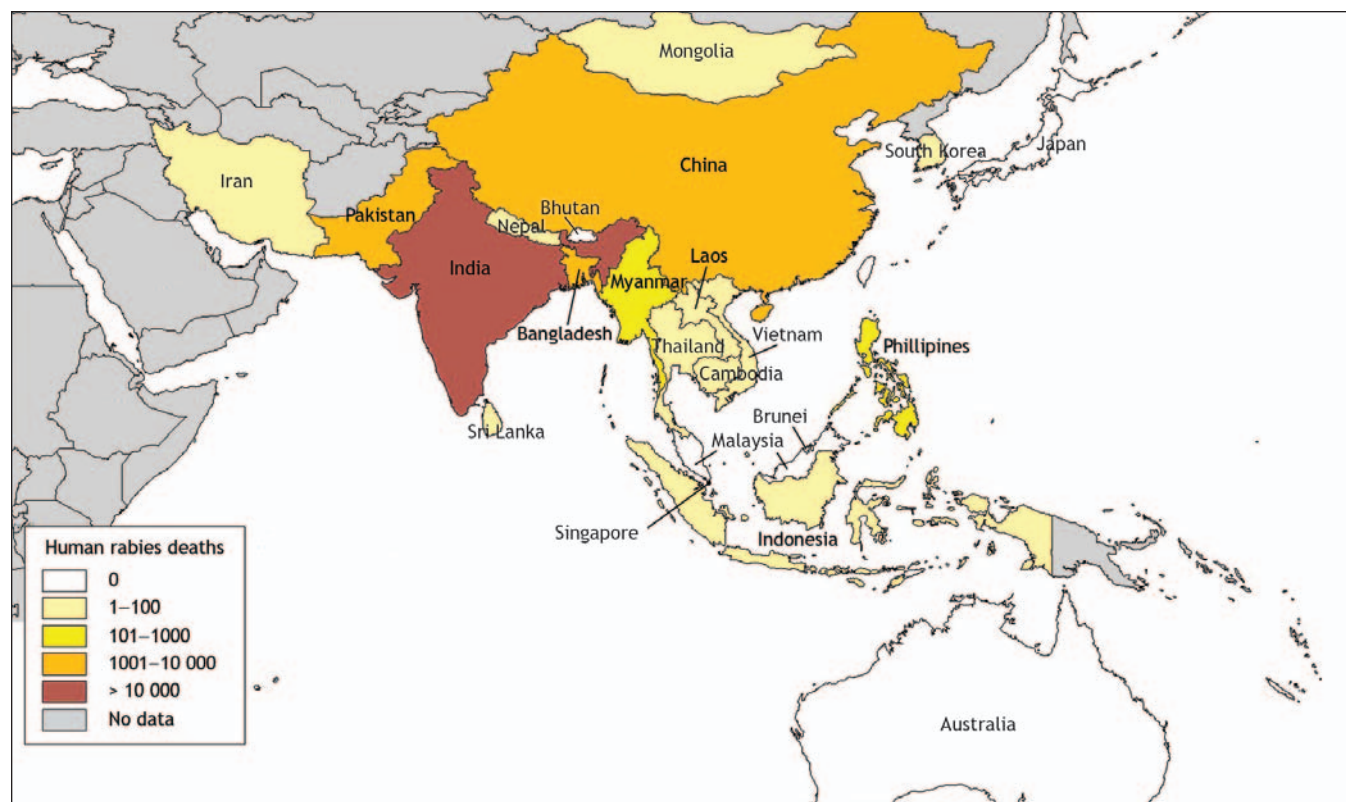 Mongolia
China
South Korea
Japan
Iran
Pakistan
Nepal
Bhutan
India
Bangladesh
Myanmar
Laos
Thailand
Vietnam
Cambodia
Phillipines
Sri Lanka
Brunei
Malaysia
Singapore
Indonesia
Australia
Human rabies deaths
0
1–100
101–1000
1001–10 000
> 10 000
No data